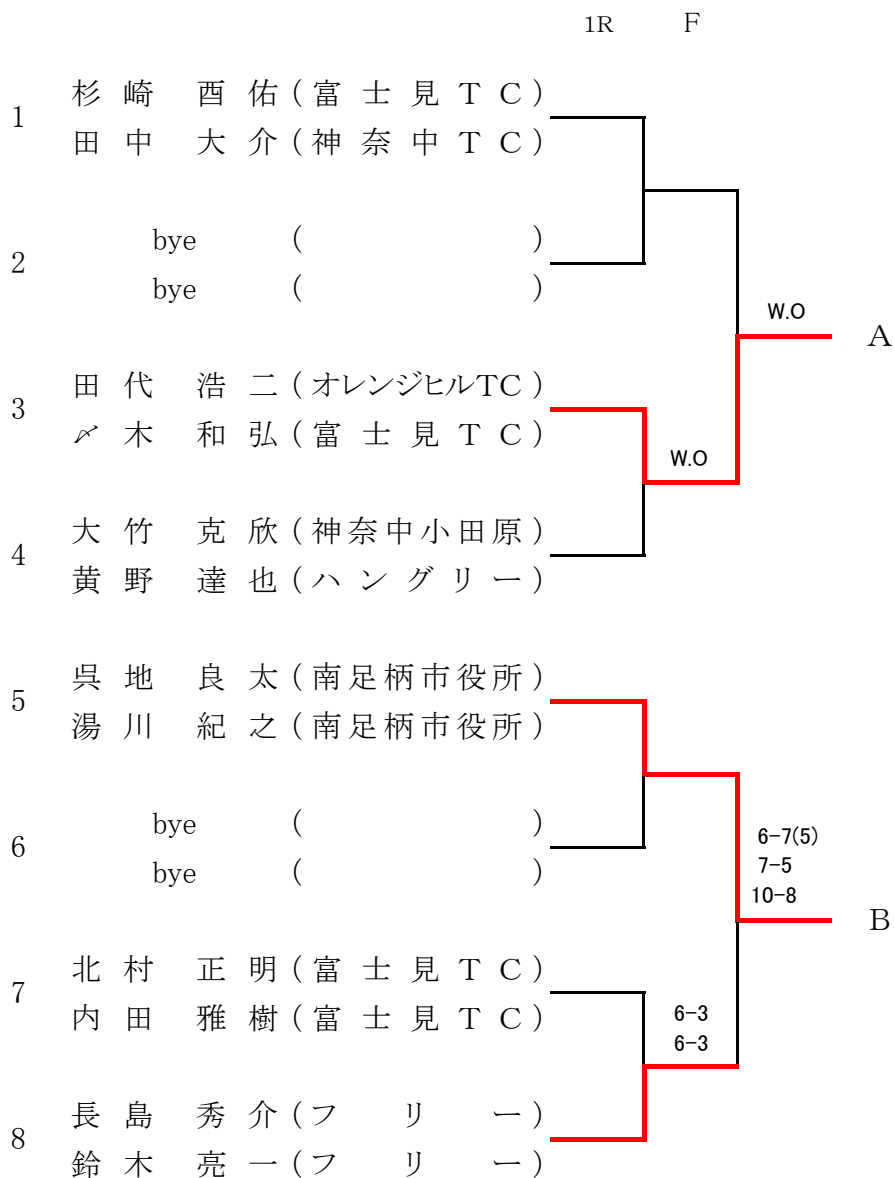 1R F
1
杉崎 酉佑(富士見TC)
田中 大介(神奈中TC)
2
bye ( )
bye ( )
W.O
A
3
田代 浩二(オレンジヒルTC)
〆木 和弘(富士見TC)
W.O
4
大竹 克欣(神奈中小田原)
黄野 達也(ハングリー)
5
呉地 良太(南足柄市役所)
湯川 紀之(南足柄市役所)
6
bye ( )
bye ( )
6-7(5)
7-5
10-8
B
7
北村 正明(富士見TC)
内田 雅樹(富士見TC)
6-3
6-3
8
長島 秀介(フリー)
鈴木 亮一(フリー)